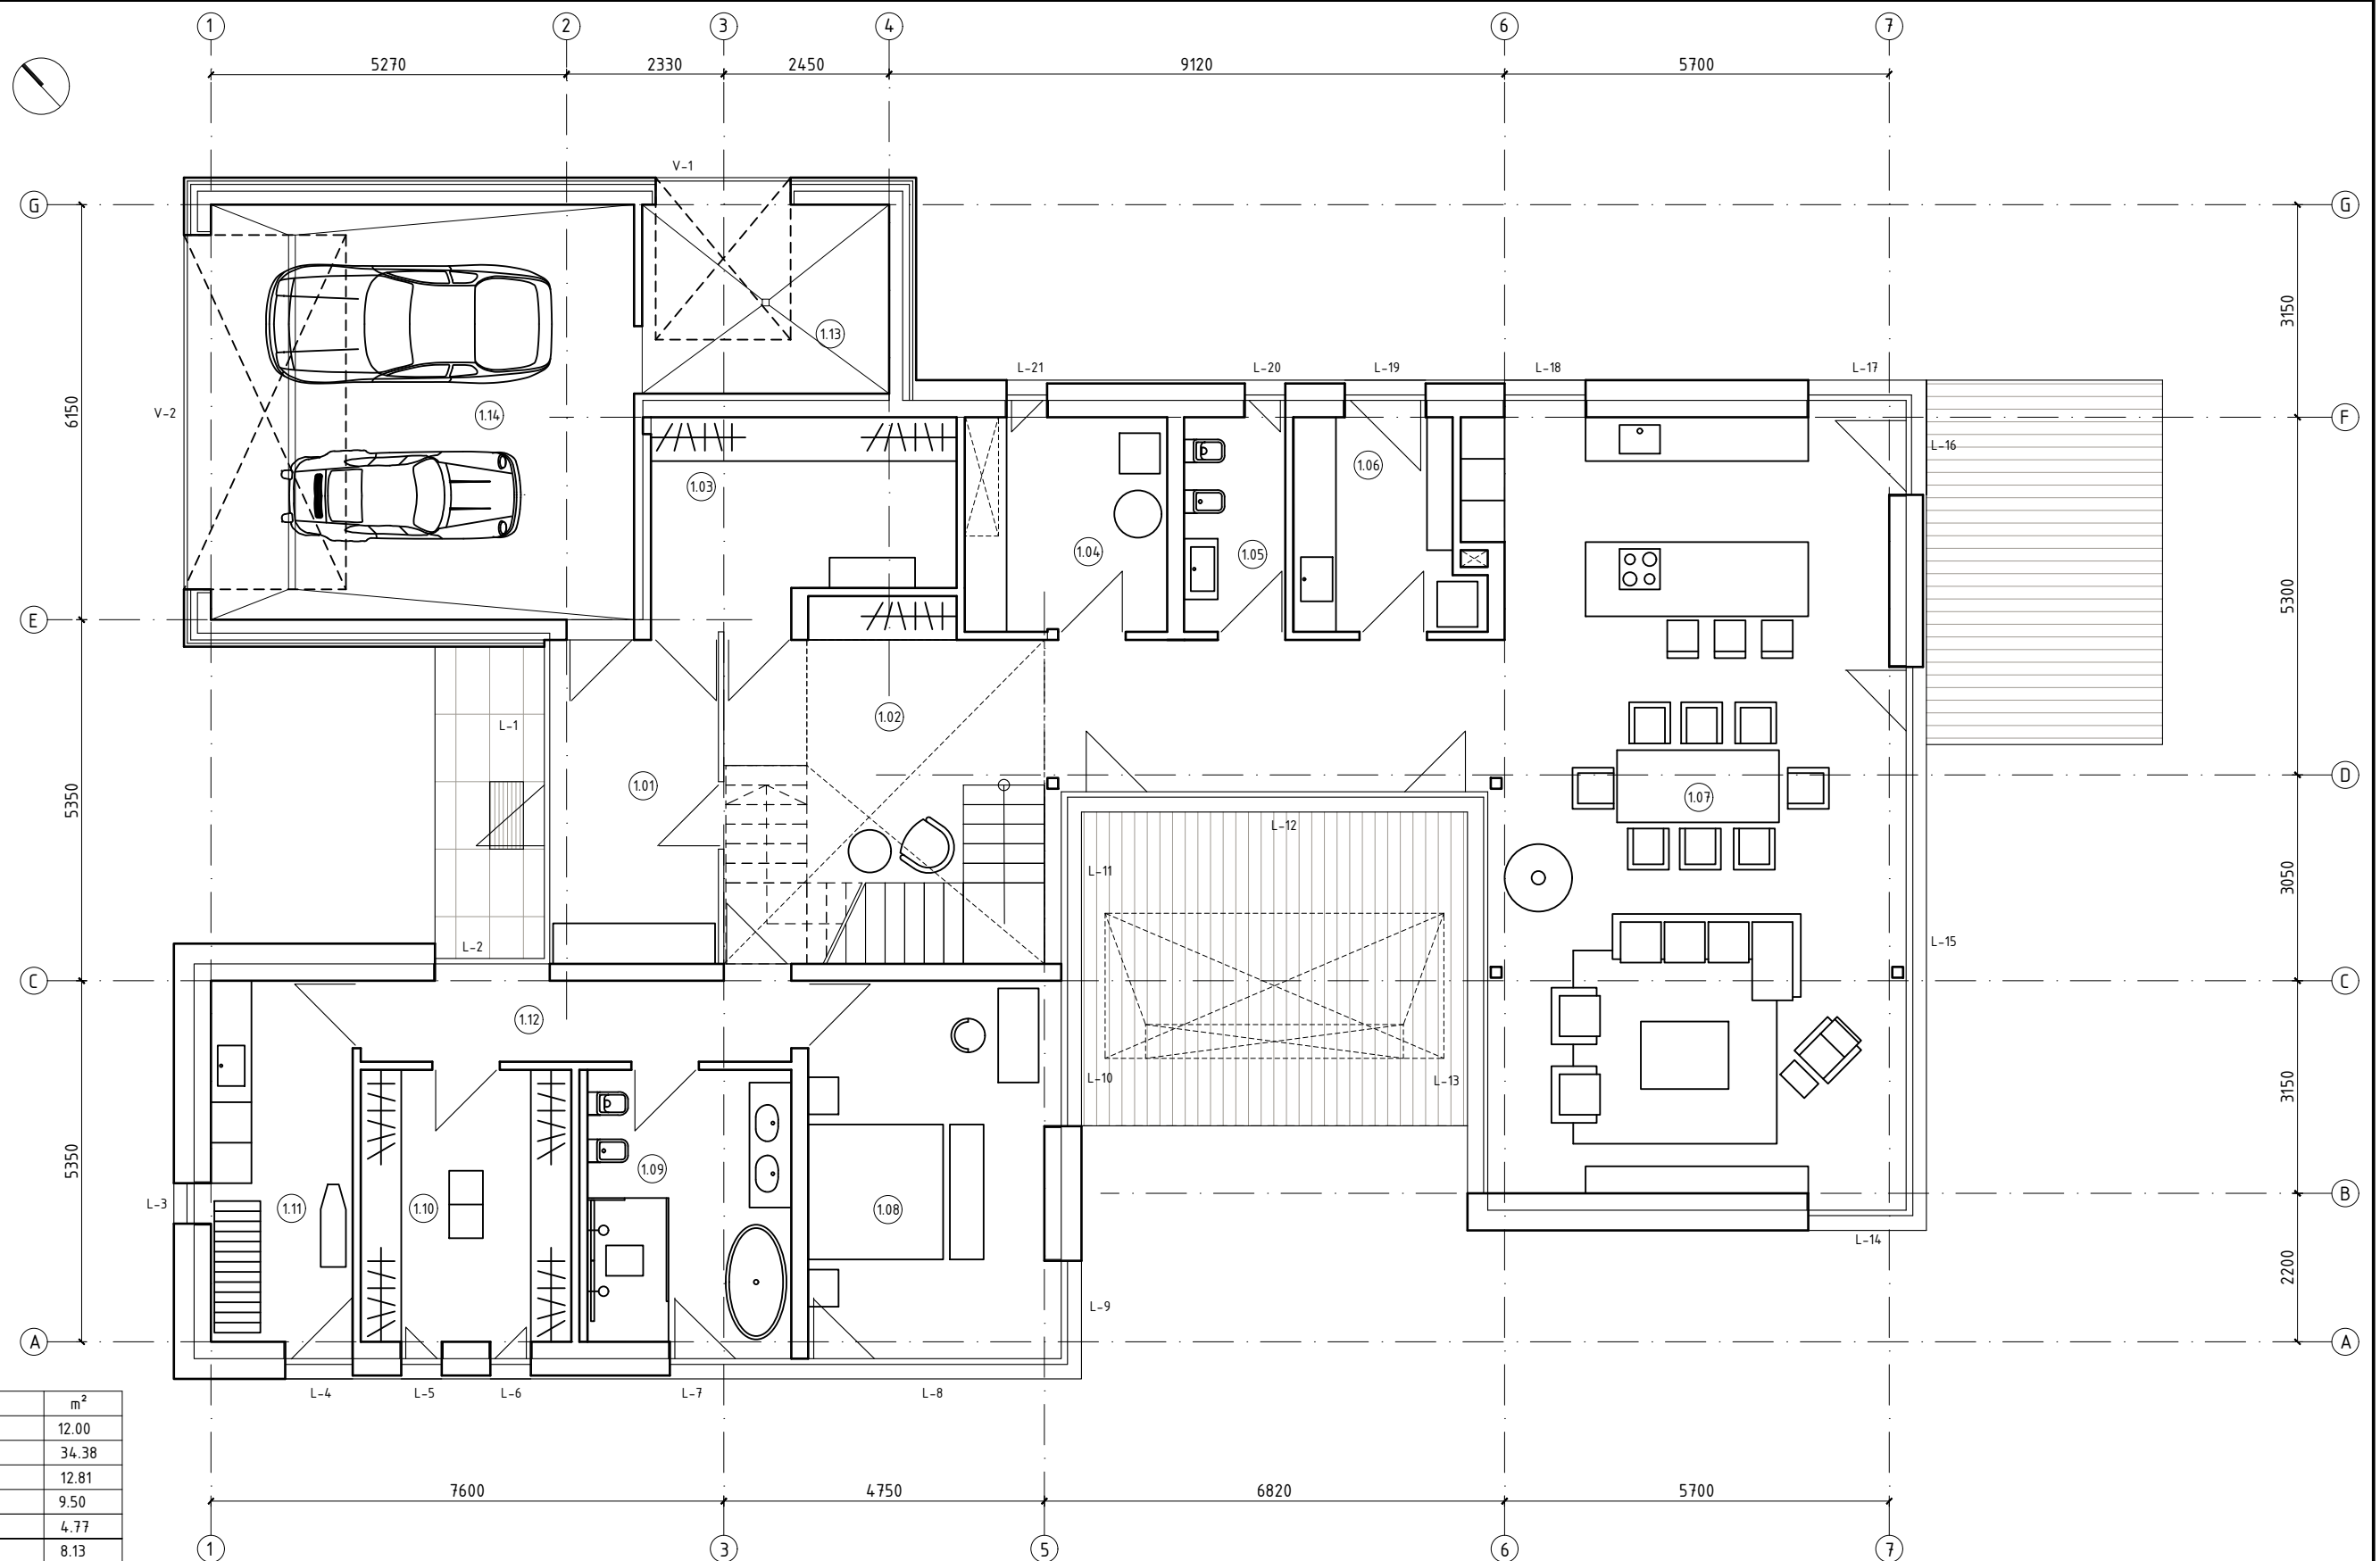 1 2 3 4 6 7
5270 2330 2450 9120 5700
V-1
G G
3150
1.13
L-21 L-20 L-19 L-18 L-17
6150
V-2 1.14
F
L-16
1.06
1.03
1.04 1.05
5300
E
1.02
L-1
D
1.01
1.07
5350
L-12
L-11
3050
L-2 L-15
C C
1.12
L-10 L-13
3150
5350
1.09
L-3 1.11 1.10 1.08
B
L-14
2200
L-9
A A
L-4 L-5 L-6 L-7 L-8
m²
12.00
34.38
12.81
9.50
4.77
8.13
7600 4750 6820 5700
1 3 5 6 7